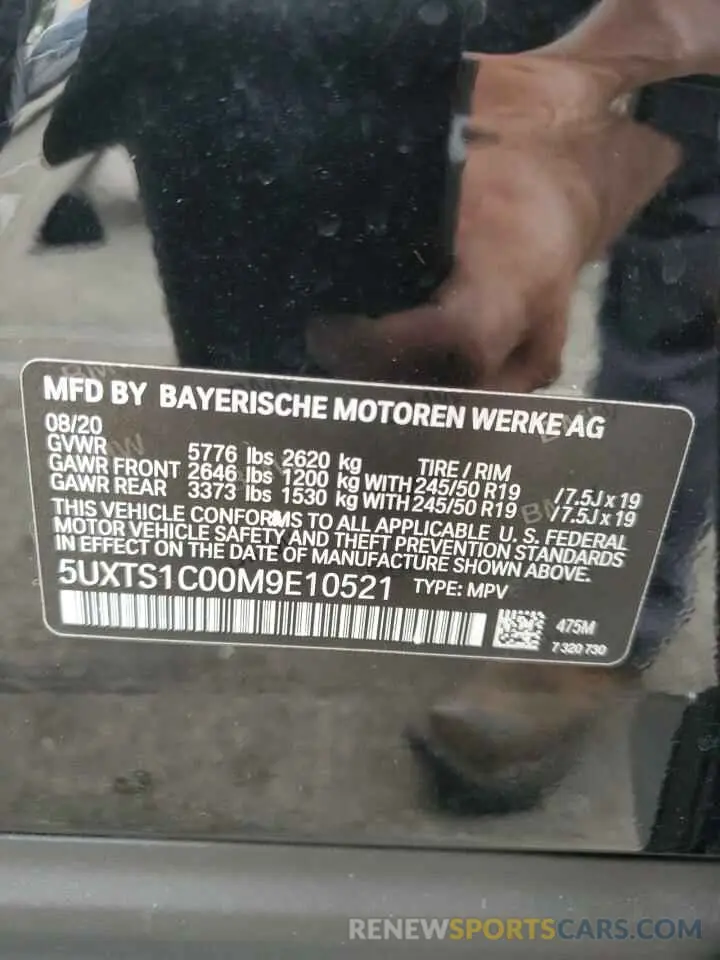 MFD BY BAYERISCHE MOTOREN WERKE AG
08/20
GVWR 5776 lbs 2620 kg TIRE / RIM
GAWR FRONT 2646 lbs 1200 kg WITH 245/50 R19 /7.5J x 19
GAWR REAR 3373 lbs 1530 kg WITH 245/50 R19 /7.5J x 19
THIS VEHICLE CONFORMS TO ALL APPLICABLE U. S. FEDERAL
MOTOR VEHICLE SAFETY AND THEFT PREVENTION STANDARDS
IN EFFECT ON THE DATE OF MANUFACTURE SHOWN ABOVE.
5UXTS1C00M9E10521 TYPE: MPV
475M
7 320 730
RENEWSPORTSCARS.COM